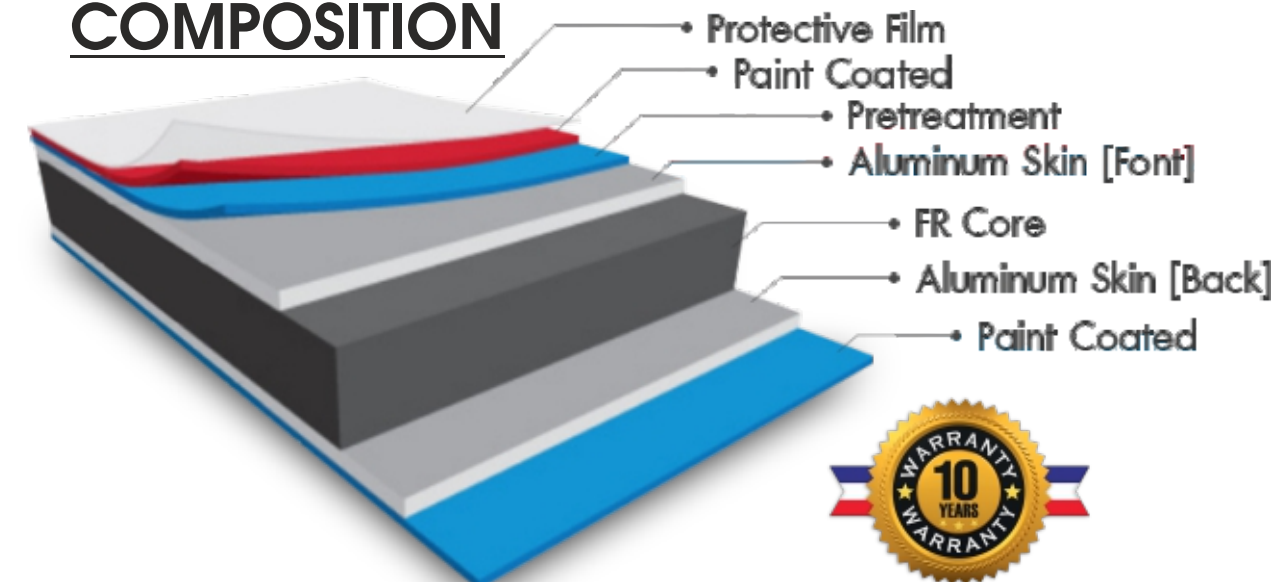 COMPOSITION
Protective Film
Paint Coated
Pretreatment
Aluminum Skin [Font]
FR Core
Aluminum Skin [Back]
Paint Coated
WARRANTY
10
YEARS
WARRANTY